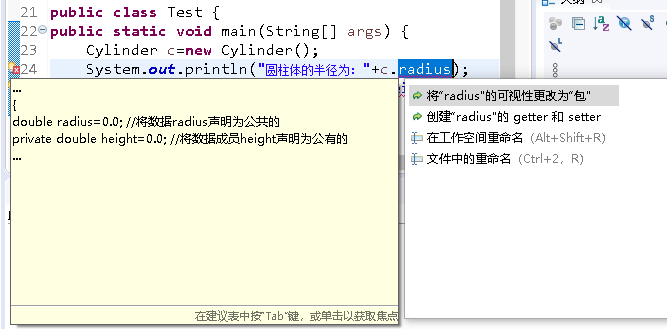 21 public class Test {
22 public static void main(String[] args) {
23 Cylinder c=new Cylinder();
24 System.out.println("圆柱体的半径为："+c.radius);
...
{
double radius=0.0; //将数据radius声明为公共的
private double height=0.0; //将数据成员height声明为公有的
...
在建议表中按"Tab"键，或单击以获取焦点
将"radius"的可视性更改为"包"
创建"radius"的 getter 和 setter
在工作空间重命名 (Alt+Shift+R)
文件中的重命名 (Ctrl+2, R)